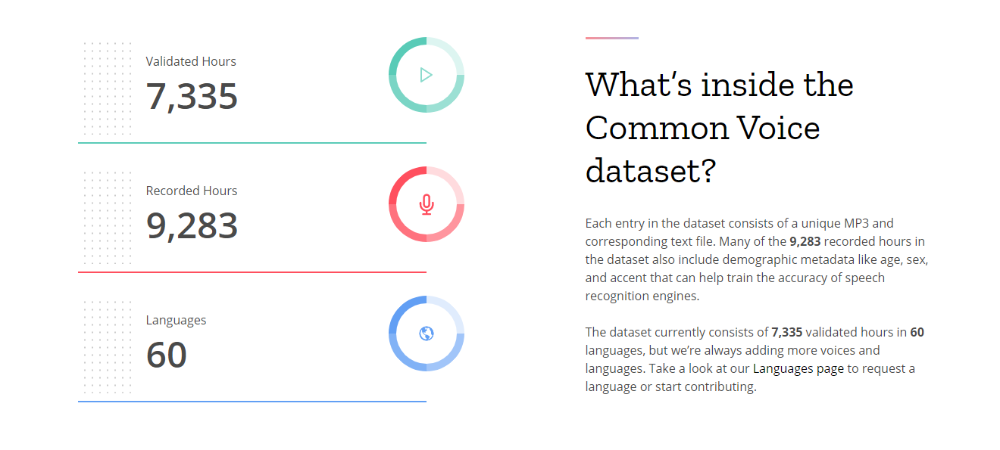 Validated Hours
7,335
Recorded Hours
9,283
Languages
60
What’s inside the
Common Voice
dataset?
Each entry in the dataset consists of a unique MP3 and
corresponding text file. Many of the 9,283 recorded hours in
the dataset also include demographic metadata like age, sex,
and accent that can help train the accuracy of speech
recognition engines.
The dataset currently consists of 7,335 validated hours in 60
languages, but we’re always adding more voices and
languages. Take a look at our Languages page to request a
language or start contributing.